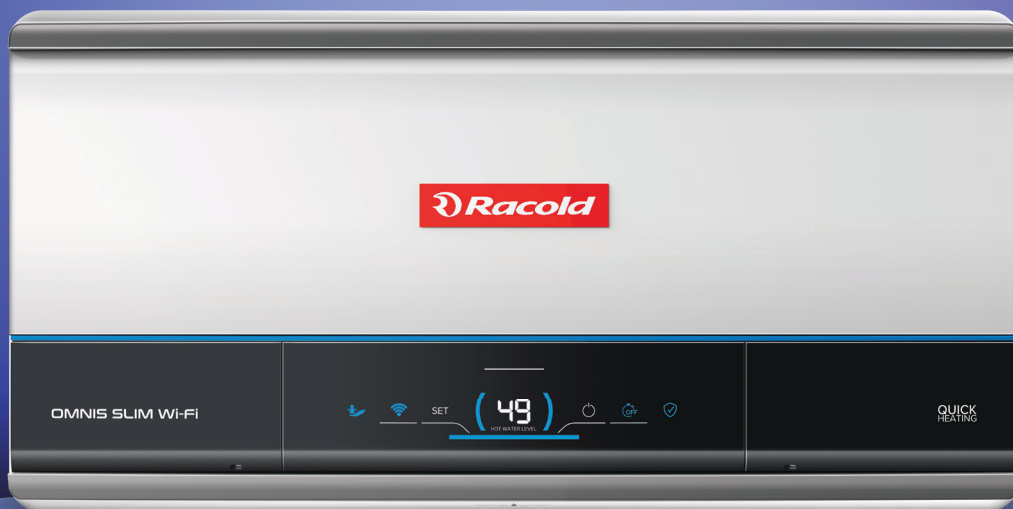 Racold
OMNIS SLIM Wi-Fi
SET
49
HOT WATER LEVEL
OFF
QUICK
HEATING